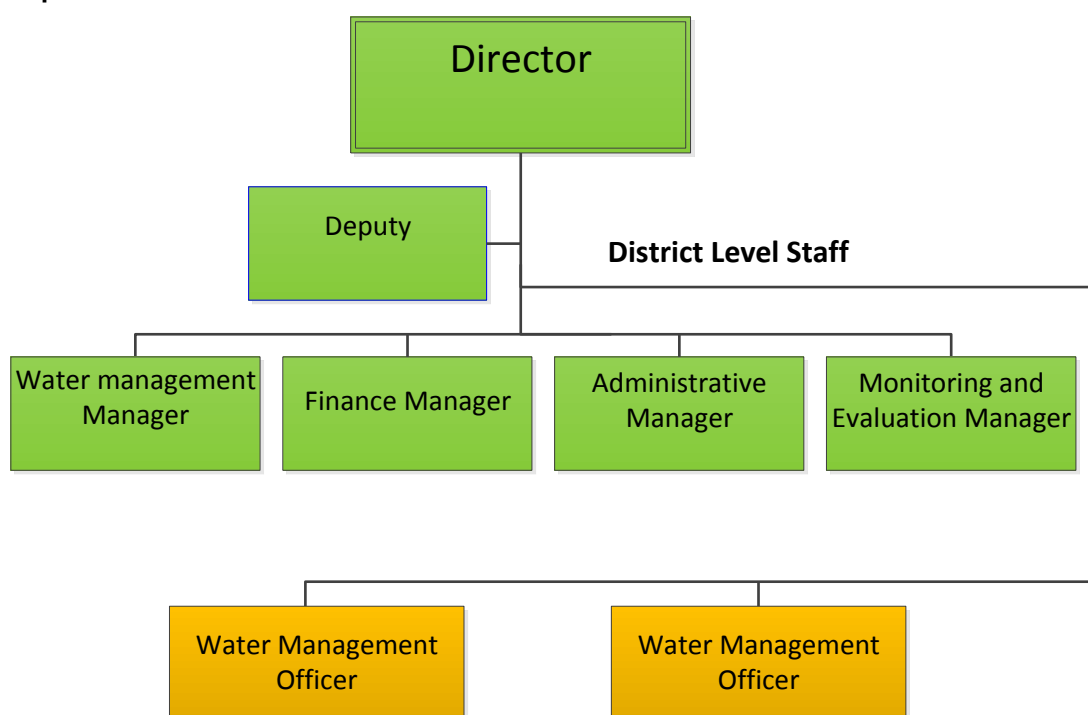 Director
Deputy
District Level Staff
Water management
Manager
Finance Manager
Administrative
Manager
Monitoring and
Evaluation Manager
Water Management
Officer
Water Management
Officer